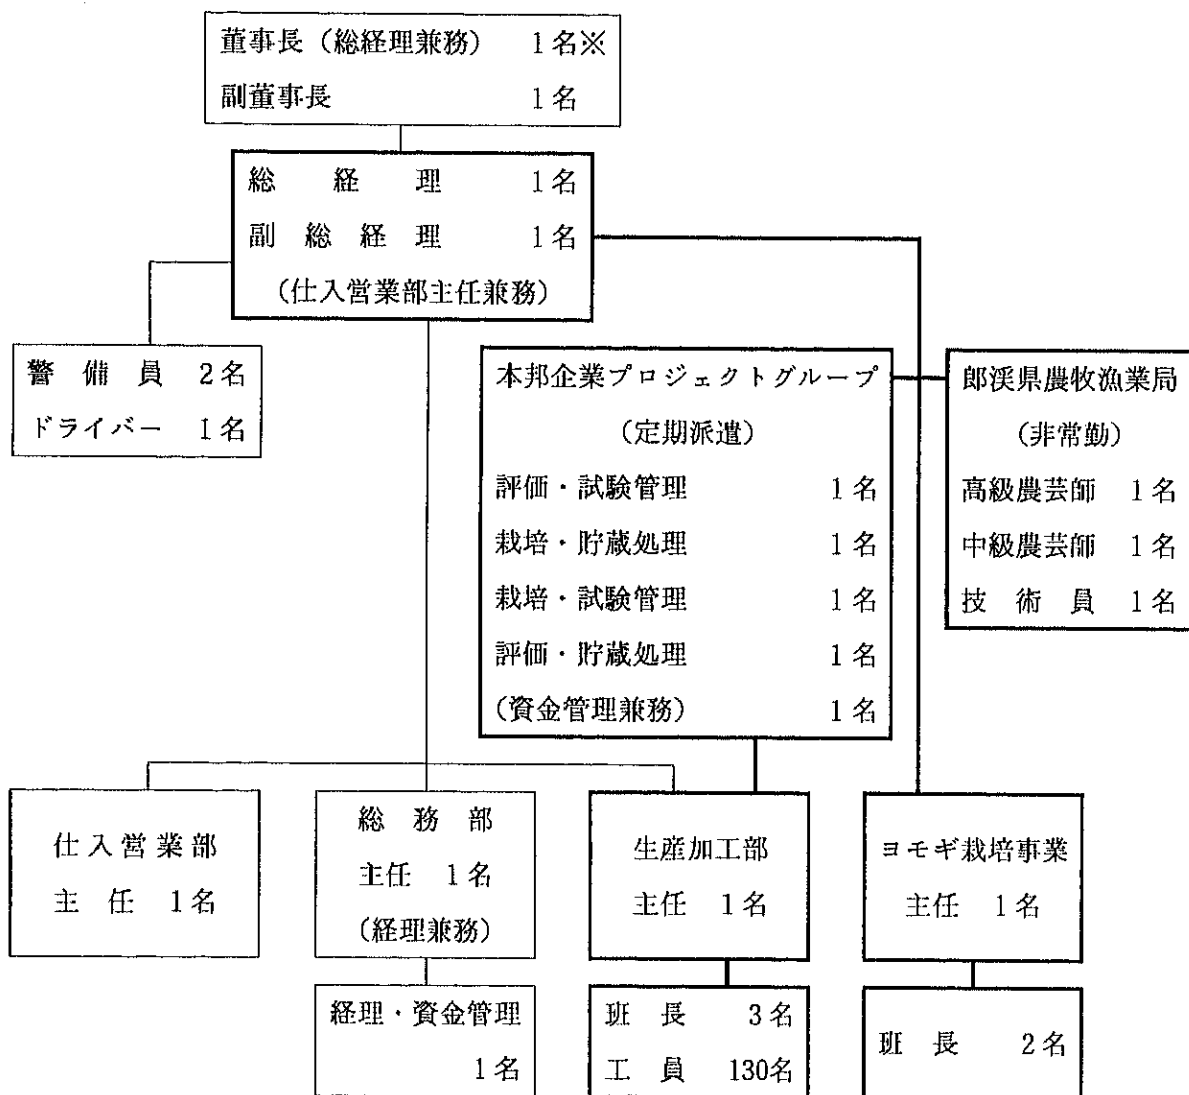 董事長（総経理兼務） 1名※
副董事長 1名
総経理 1名
副総経理 1名
（仕入営業部主任兼務）
警備員 2名
ドライバー 1名
本邦企業プロジェクトグループ
（定期派遣）
評価・試験管理 1名
栽培・貯蔵処理 1名
栽培・試験管理 1名
評価・貯蔵処理 1名
（資金管理兼務） 1名
郎渓県農牧漁業局
（非常勤）
高級農芸師 1名
中級農芸師 1名
技術員 1名
仕入営業部
主任 1名
総務部
主任 1名
（経理兼務）
生産加工部
主任 1名
ヨモギ栽培事業
主任 1名
経理・資金管理
1名
班長 3名
工員 130名
班長 2名